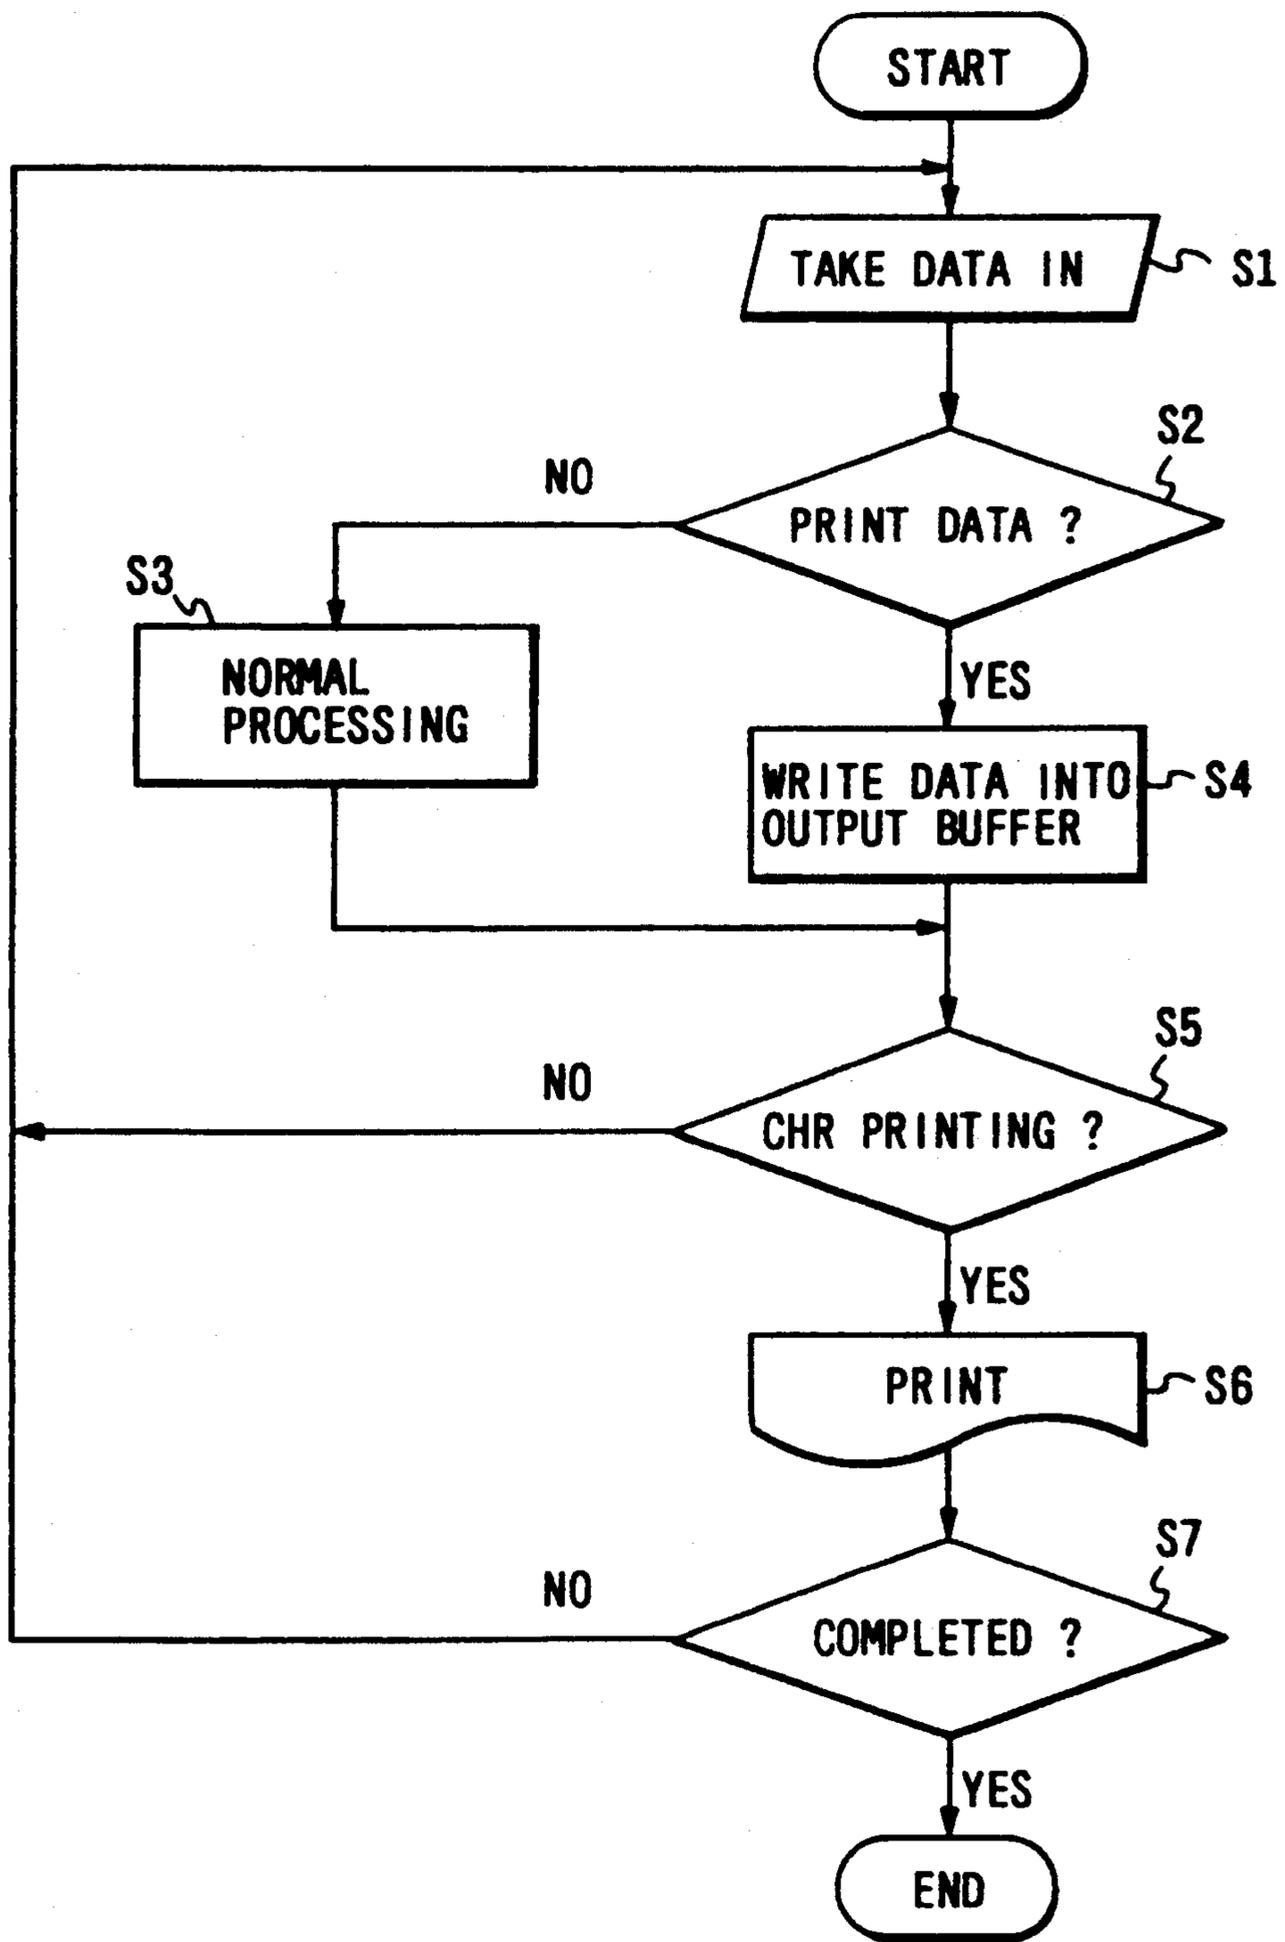 START
TAKE DATA IN
S1
S2
NO
PRINT DATA ?
S3
YES
NORMAL
PROCESSING
WRITE DATA INTO
OUTPUT BUFFER
S4
S5
NO
CHR PRINTING ?
YES
PRINT
S6
S7
NO
COMPLETED ?
YES
END